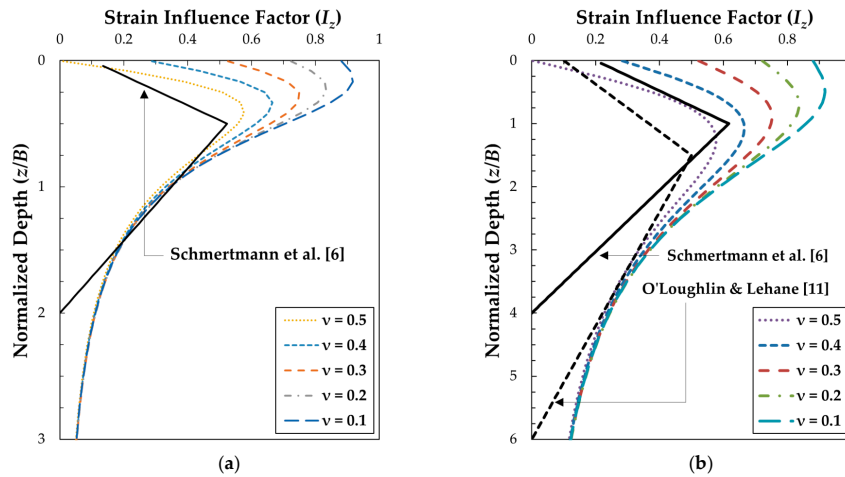 Strain Influence Factor (Iz)
0 0.2 0.4 0.6 0.8 1
Normalized Depth (z/B)
0
1
2
3
Schmertmann et al. [6]
ν = 0.5
ν = 0.4
ν = 0.3
ν = 0.2
ν = 0.1
(a)
Strain Influence Factor (Iz)
0 0.2 0.4 0.6 0.8
Normalized Depth (z/B)
0
1
2
3
4
5
6
Schmertmann et al. [6]
O'Loughlin & Lehane [11]
ν = 0.5
ν = 0.4
ν = 0.3
ν = 0.2
ν = 0.1
(b)